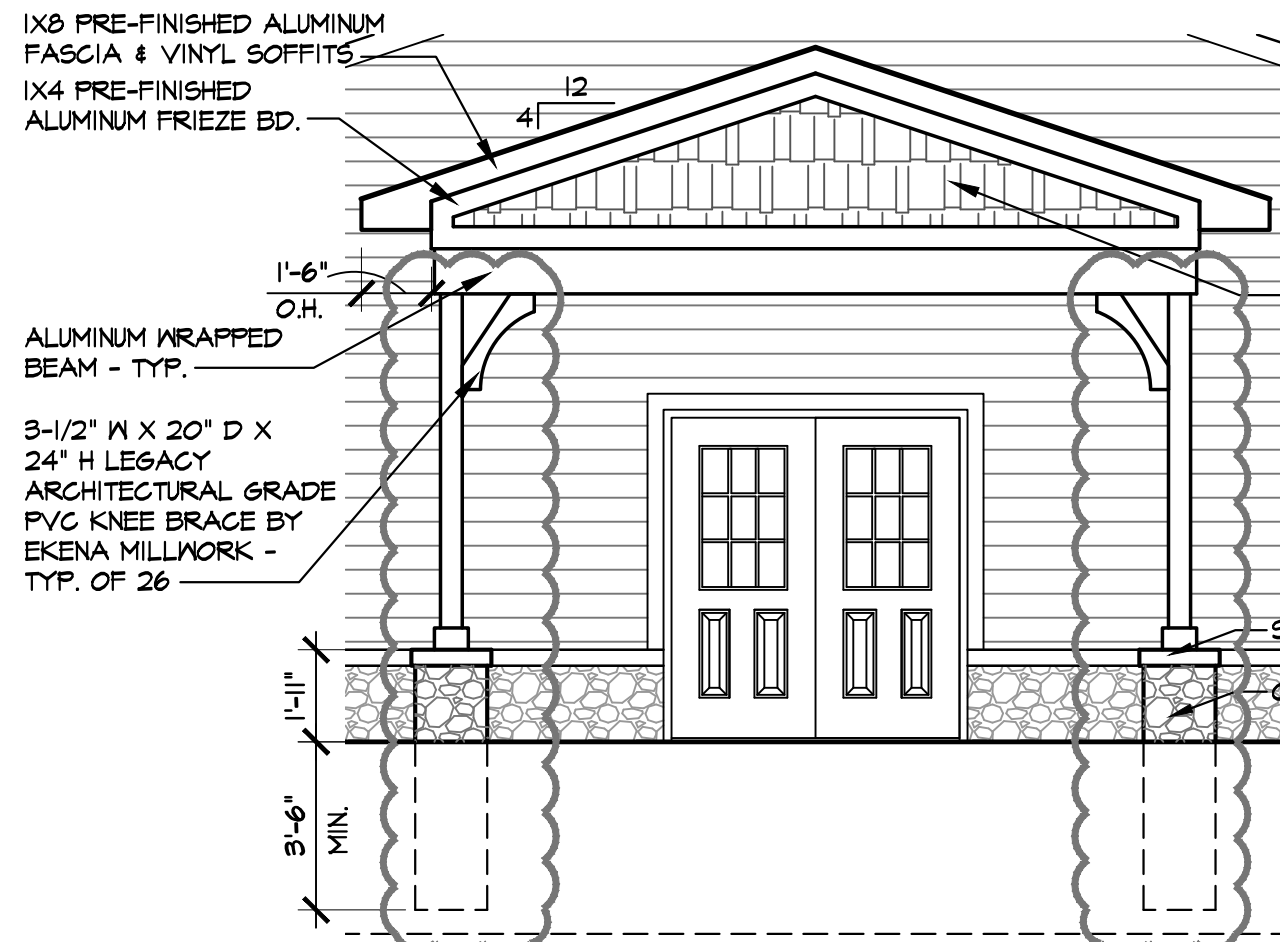 1X8 PRE-FINISHED ALUMINUM
FASCIA & VINYL SOFFITS
1X4 PRE-FINISHED
ALUMINUM FRIEZE BD.
12
4
1'-6"
O.H.
ALUMINUM WRAPPED
BEAM - TYP.
3-1/2" W X 20" D X
24" H LEGACY
ARCHITECTURAL GRADE
PVC KNEE BRACE BY
EKENA MILLWORK -
TYP. OF 26
1'-11"
3'-6"
MIN.